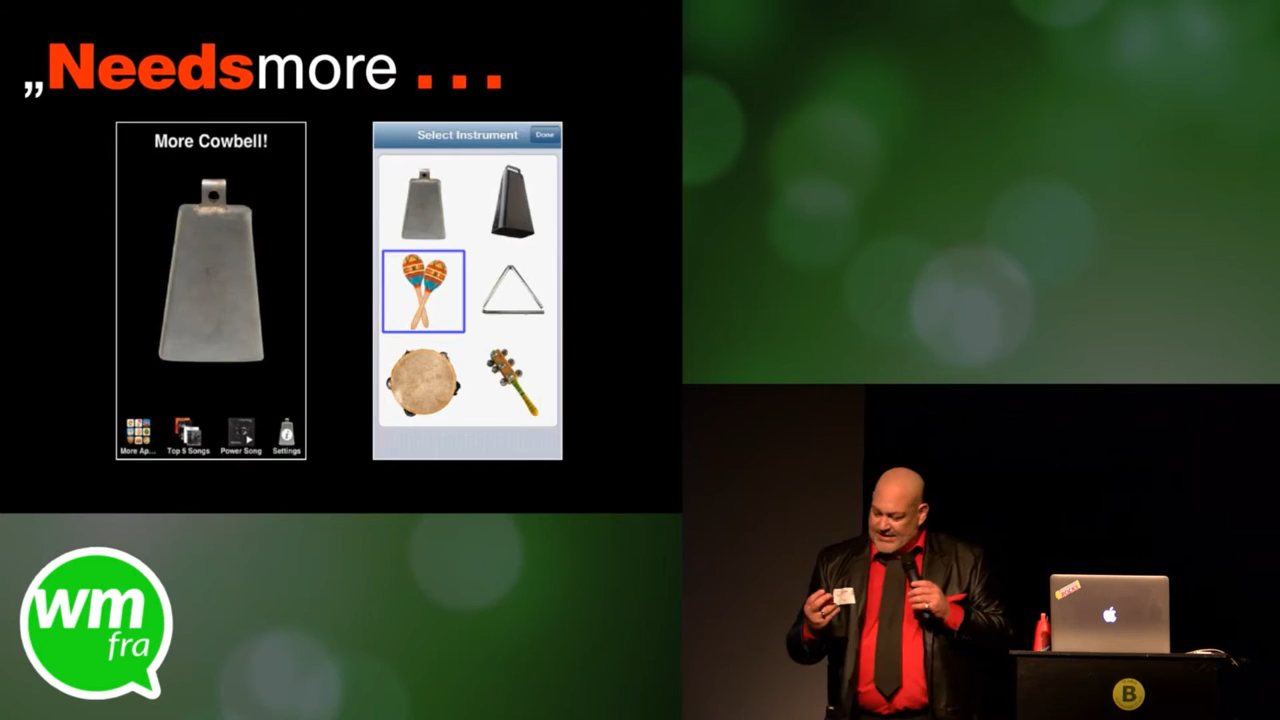 „Needsmore ...
More Cowbell!
More Ap...
Top 5 Songs
Power Song
Settings
Select Instrument
Done
wm
fra
B